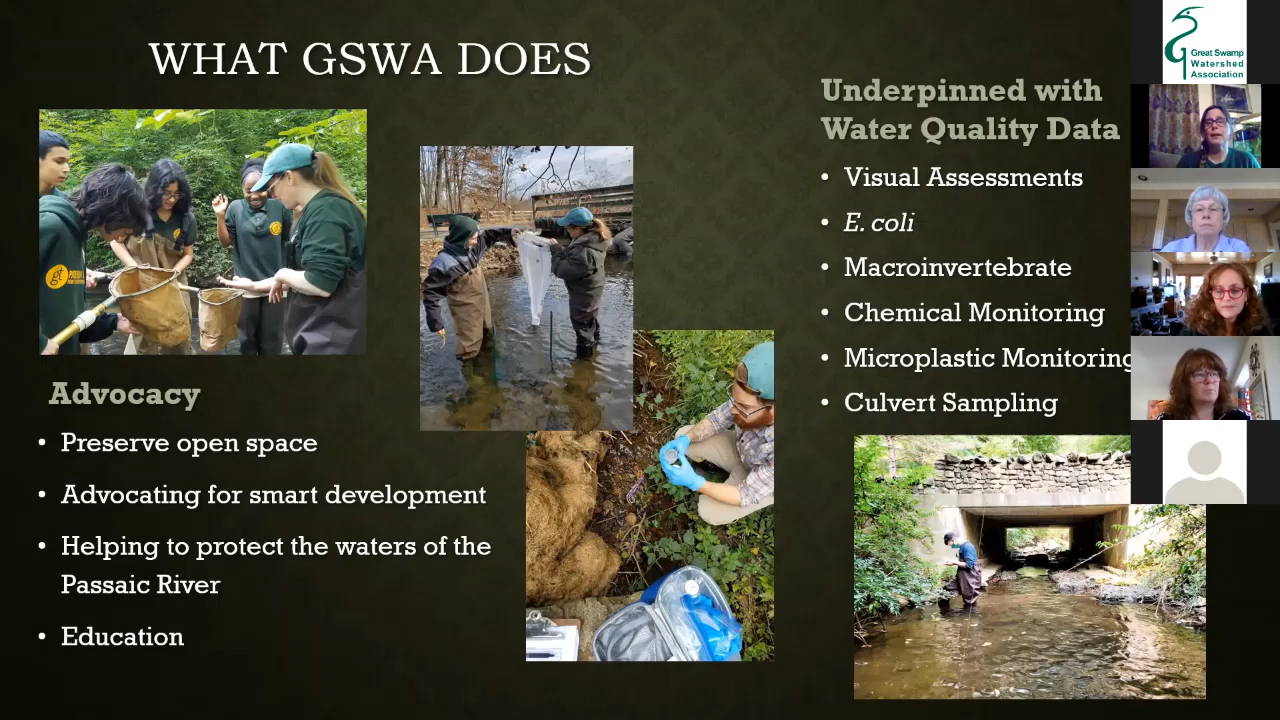 WHAT GSWA DOES
Advocacy
• Preserve open space
• Advocating for smart development
• Helping to protect the waters of the
Passaic River
• Education
Underpinned with
Water Quality Data
• Visual Assessments
• E. coli
• Macroinvertebrate
• Chemical Monitoring
• Microplastic Monitoring
• Culvert Sampling
Great Swamp
Watershed
Association
gt